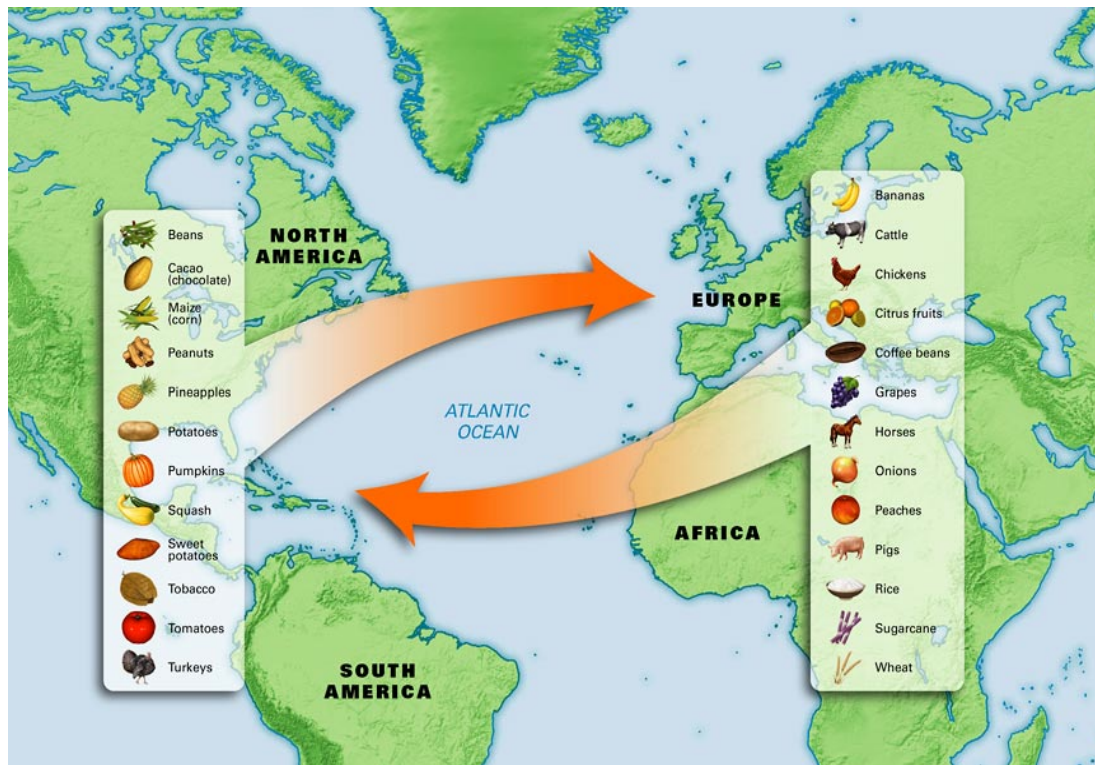 NORTH
AMERICA
Beans
Cacao
(chocolate)
Maize
(corn)
Peanuts
Pineapples
Potatoes
Pumpkins
Squash
Sweet
potatoes
Tobacco
Tomatoes
Turkeys
ATLANTIC
OCEAN
SOUTH
AMERICA
EUROPE
AFRICA
Bananas
Cattle
Chickens
Citrus fruits
Coffee beans
Grapes
Horses
Onions
Peaches
Pigs
Rice
Sugarcane
Wheat